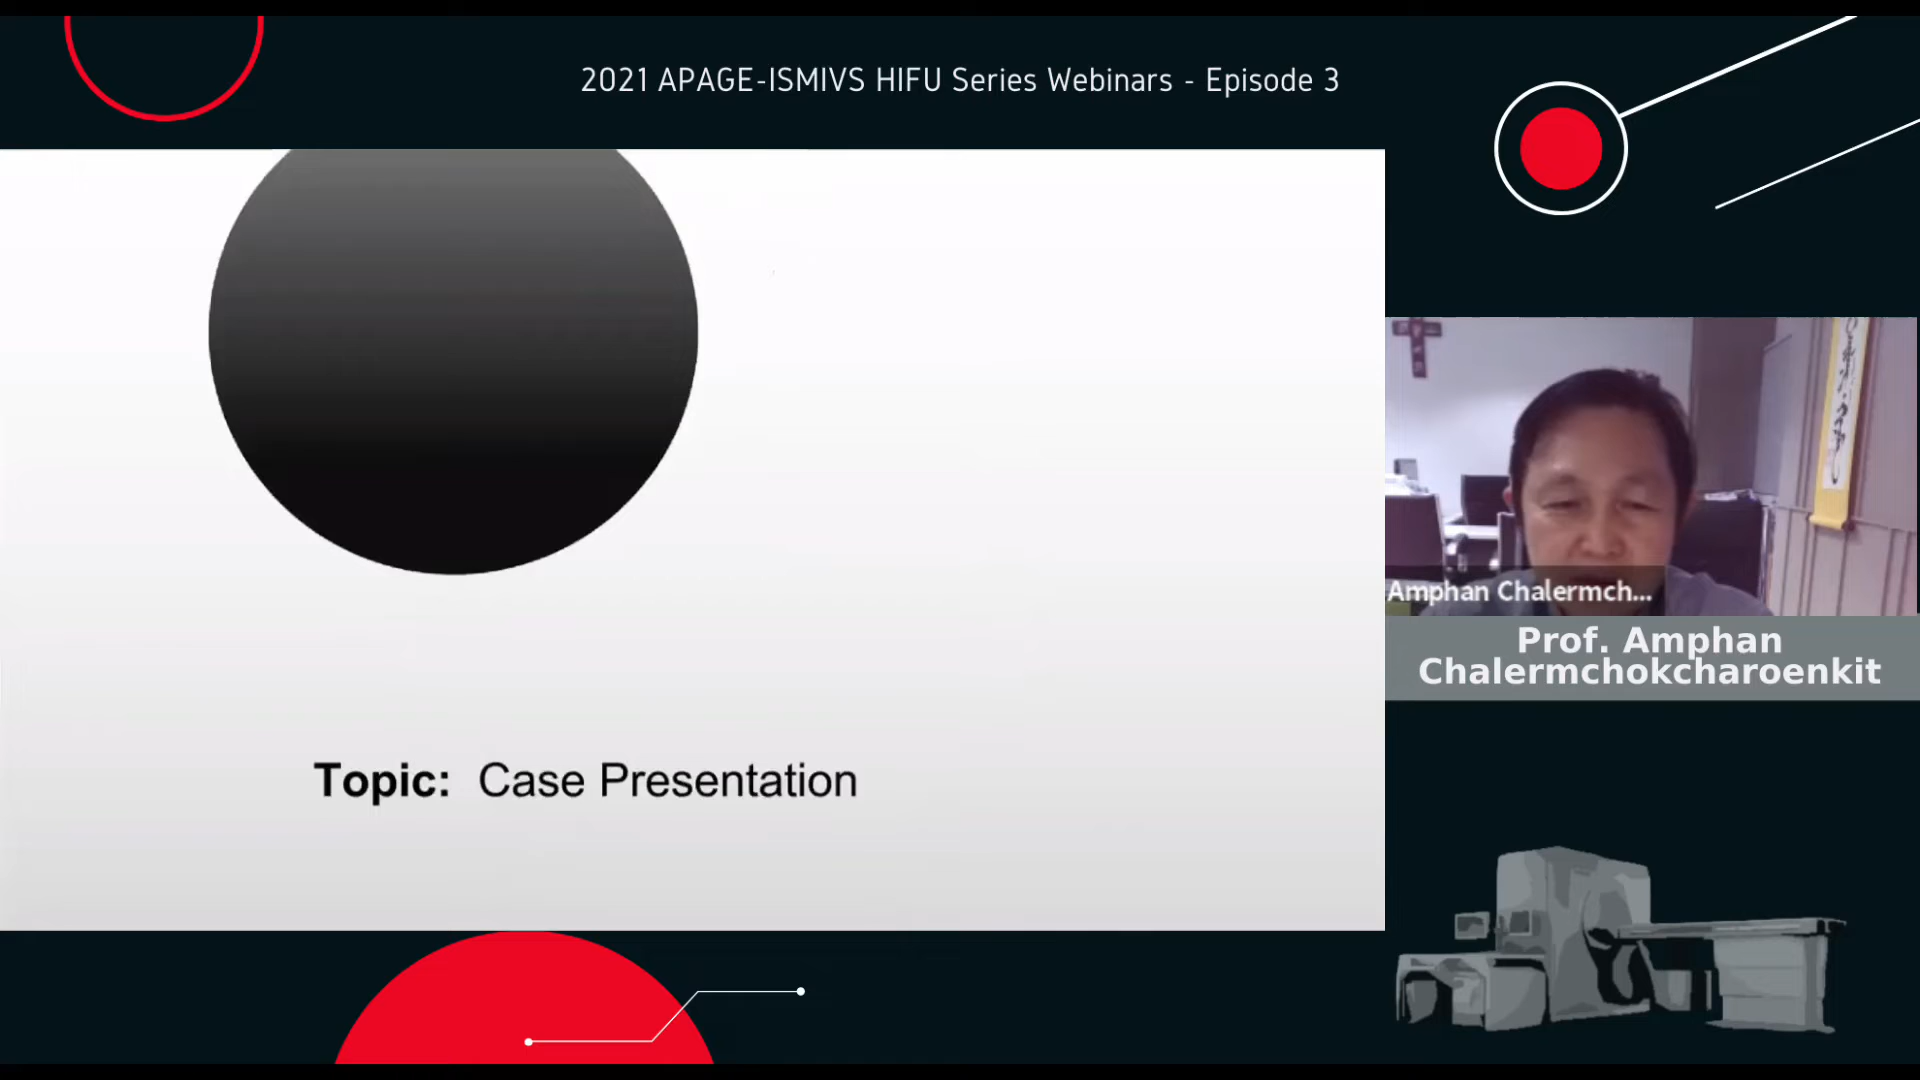 2021 APAGE-ISMIVS HIFU Series Webinars - Episode 3
Topic: Case Presentation
Amphan Chalermch...
Prof. Amphan
Chalermchokcharoenkit